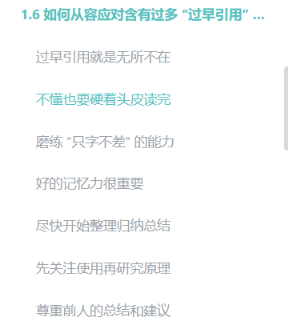 1.6 如何从容应对含有过多 “过早引用” ...
过早引用就是无所不在
不懂也要硬着头皮读完
磨练 “只字不差” 的能力
好的记忆力很重要
尽快开始整理归纳总结
先关注使用再研究原理
尊重前人的总结和建议